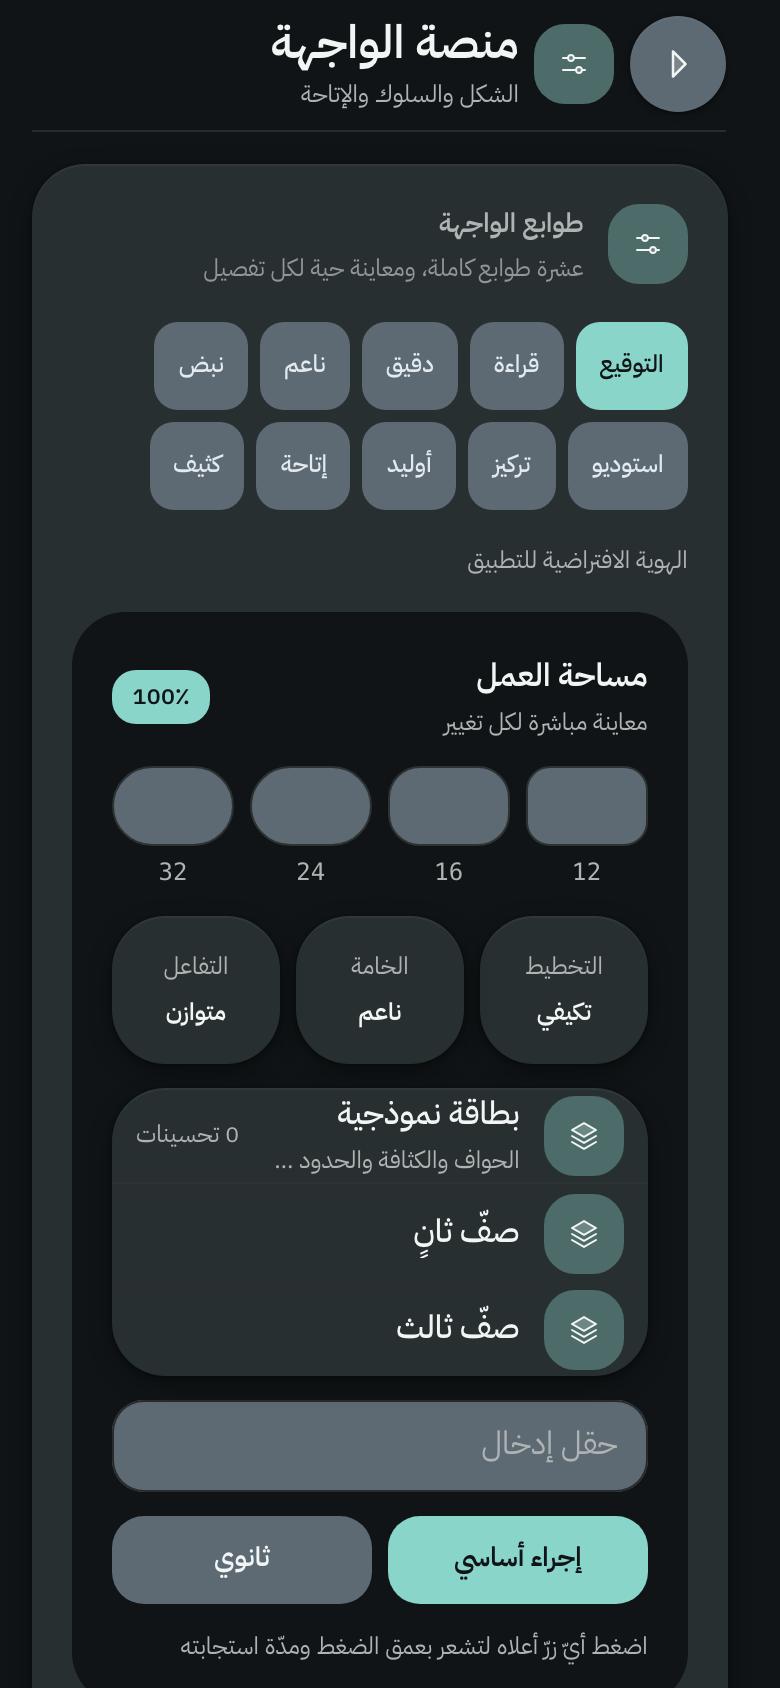 منصة الواجهة
الشكل والسلوك والإتاحة
طوابع الواجهة
عشرة طوابع كاملة، ومعاينة حية لكل تفصيل
التوقيع
قراءة
دقيق
ناعم
نبض
استوديو
تركيز
أوليد
إتاحة
كثيف
الهوية الافتراضية للتطبيق
مساحة العمل
معاينة مباشرة لكل تغيير
100٪
12
16
24
32
التخطيط
تكيفي
الخامة
ناعم
التفاعل
متوازن
بطاقة نموذجية
الحواف والكثافة والحدود ...
0 تحسينات
صفّ ثانٍ
صفّ ثالث
حقل إدخال
إجراء أساسي
ثانوي
اضغط أيّ زرّ أعلاه لتشعر بعمق الضغط ومدّة استجابته